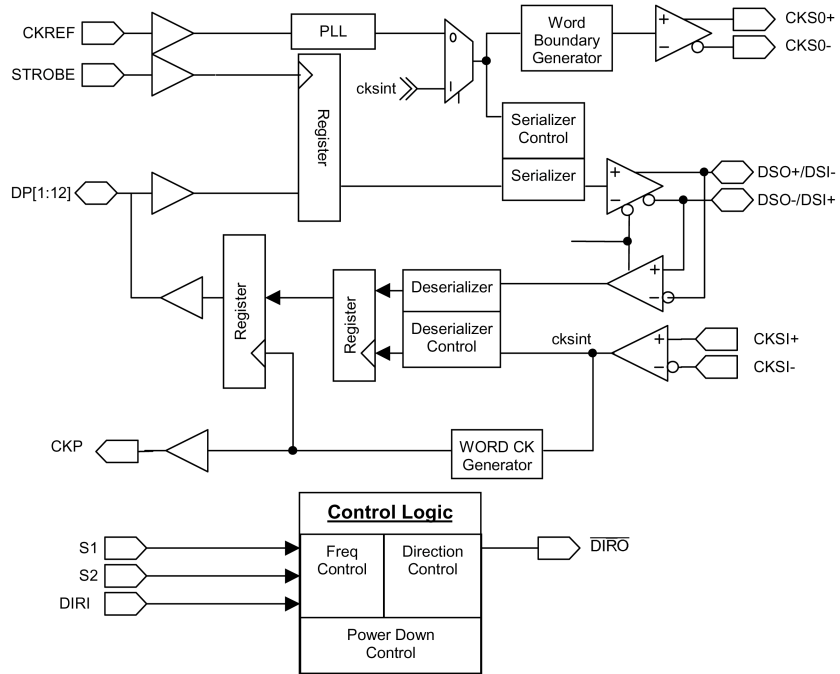 CKREF
PLL
0
Word
Boundary
Generator
+
−
CKS0+
CKS0-
STROBE
cksint
I
Register
Serializer
Control
Serializer
+
−
DSO+/DSI-
DSO-/DSI+
DP[1:12]
Register
Register
Deserializer
Deserializer
Control
+
−
cksint
+
−
CKSI+
CKSI-
CKP
WORD CK
Generator
Control Logic
S1
S2
DIRI
Freq
Control
Direction
Control
DIRO
Power Down
Control